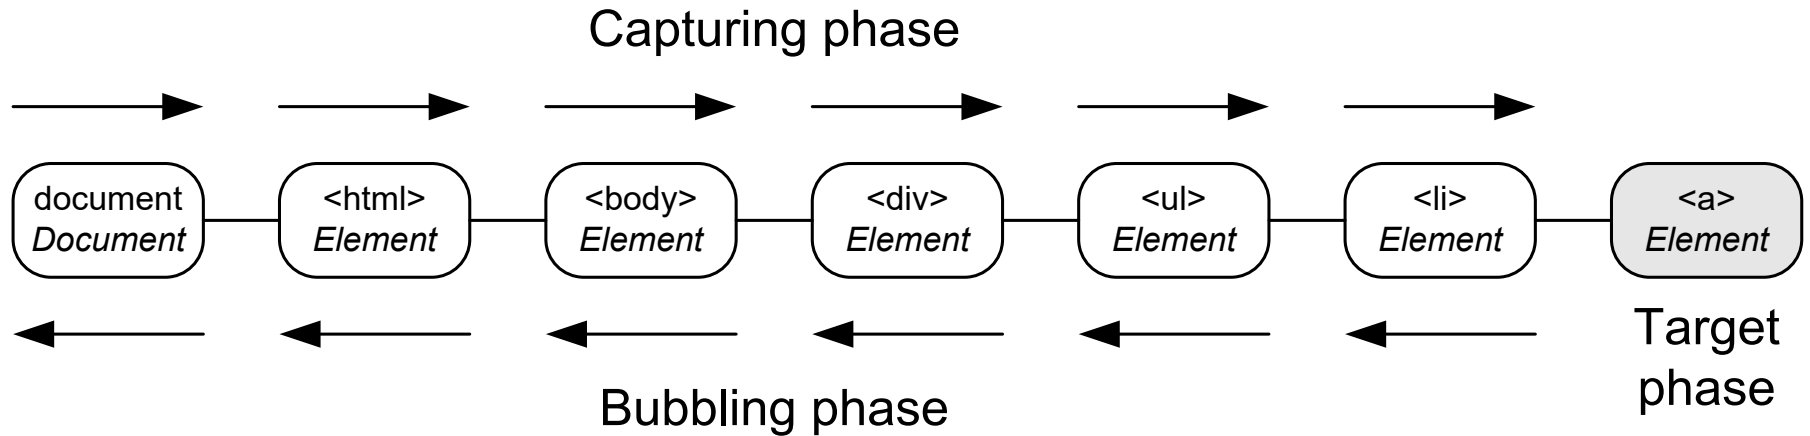 Capturing phase
document
Document
<html>
Element
<body>
Element
<div>
Element
<ul>
Element
<li>
Element
<a>
Element
Target
phase
Bubbling phase